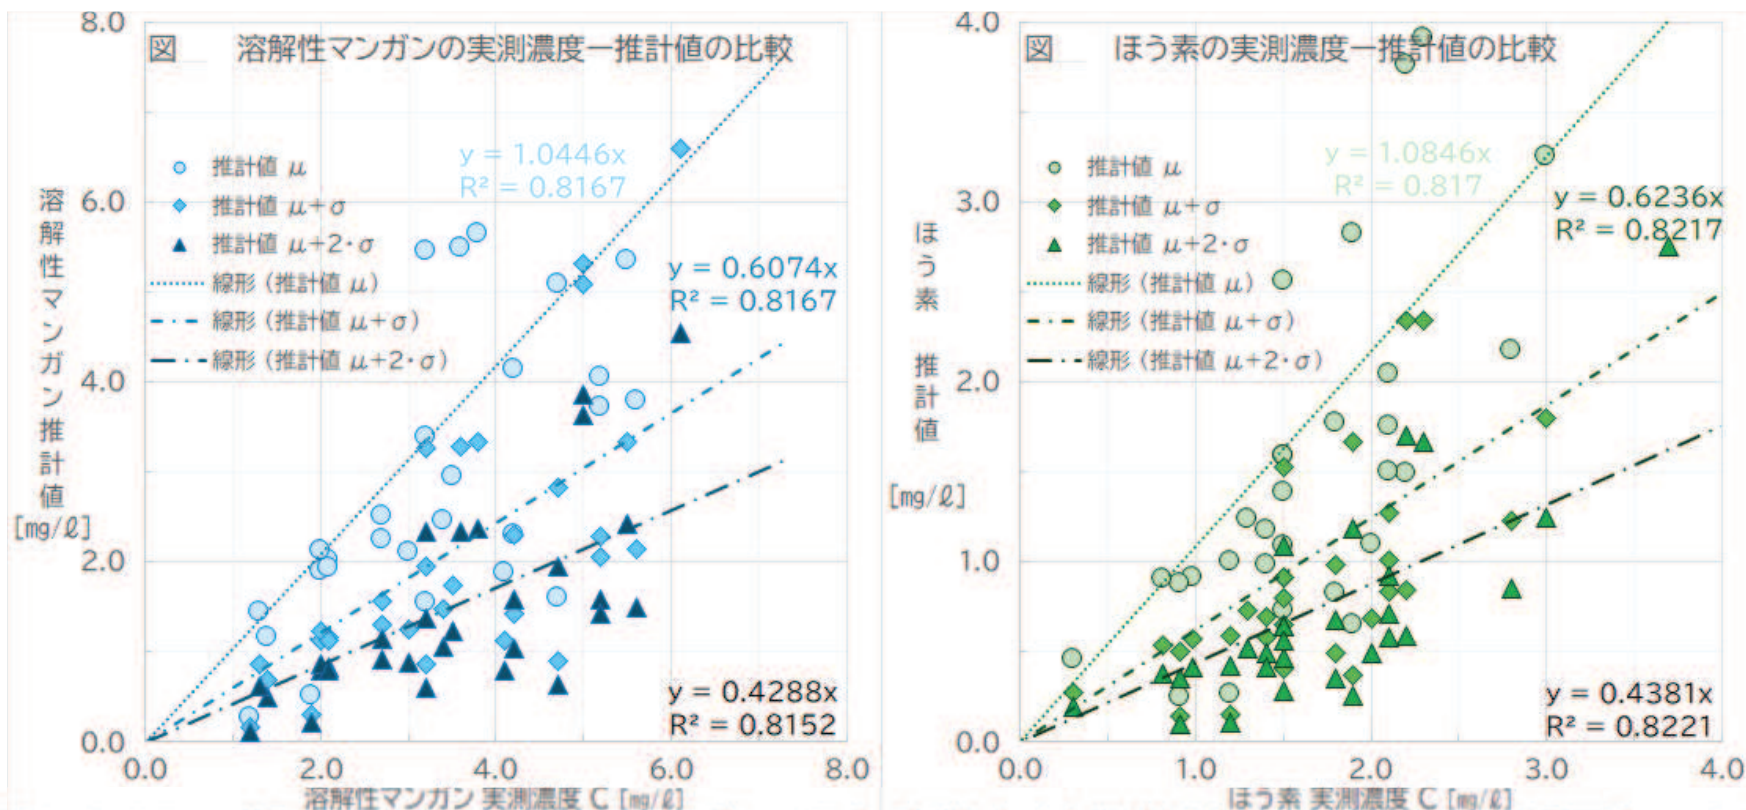 図 溶解性マンガンの実測濃度ー推計値の比較
8.0
6.0
4.0
2.0
0.0
溶解性マンガン推計値
[mg/ℓ]
推計値 μ
推計値 μ+σ
推計値 μ+2・σ
線形 (推計値 μ)
線形 (推計値 μ+σ)
線形 (推計値 μ+2・σ)
y = 1.0446x
R² = 0.8167
y = 0.6074x
R² = 0.8167
y = 0.4288x
R² = 0.8152
0.0 2.0 4.0 6.0 8.0
溶解性マンガン 実測濃度 C [mg/ℓ]
図 ほう素の実測濃度ー推計値の比較
4.0
3.0
2.0
1.0
0.0
ほう素 推計値
[mg/ℓ]
推計値 μ
推計値 μ+σ
推計値 μ+2・σ
線形 (推計値 μ)
線形 (推計値 μ+σ)
線形 (推計値 μ+2・σ)
y = 1.0846x
R² = 0.817
y = 0.6236x
R² = 0.8217
y = 0.4381x
R² = 0.8221
0.0 1.0 2.0 3.0 4.0
ほう素 実測濃度 C [mg/ℓ]